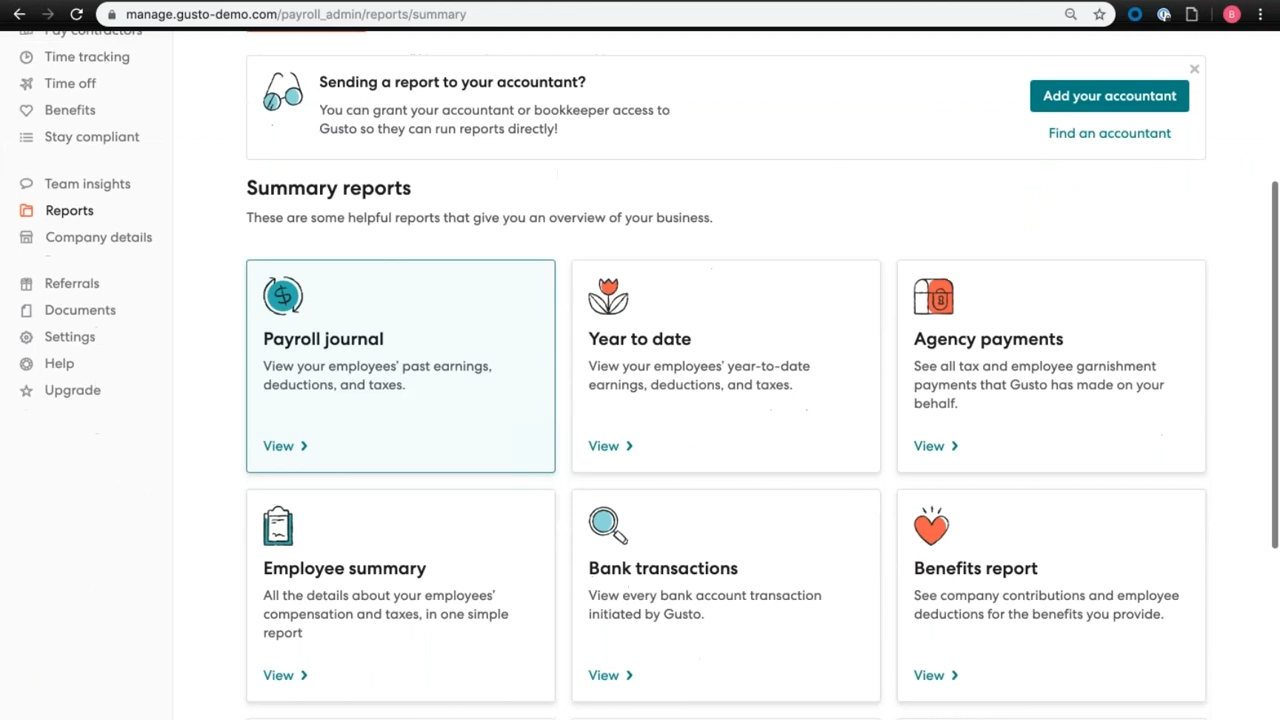 manage.gusto-demo.com/payroll_admin/reports/summary
B
Pay contractors
Time tracking
Time off
Benefits
Stay compliant
Team insights
Reports
Company details
Referrals
Documents
Settings
Help
Upgrade
Sending a report to your accountant?
You can grant your accountant or bookkeeper access to
Gusto so they can run reports directly!
Add your accountant
Find an accountant
Summary reports
These are some helpful reports that give you an overview of your business.
Payroll journal
View your employees' past earnings,
deductions, and taxes.
View
Year to date
View your employees' year-to-date
earnings, deductions, and taxes.
View
Agency payments
See all tax and employee garnishment
payments that Gusto has made on your
behalf.
View
Employee summary
All the details about your employees'
compensation and taxes, in one simple
report
View
Bank transactions
View every bank account transaction
initiated by Gusto.
View
Benefits report
See company contributions and employee
deductions for the benefits you provide.
View